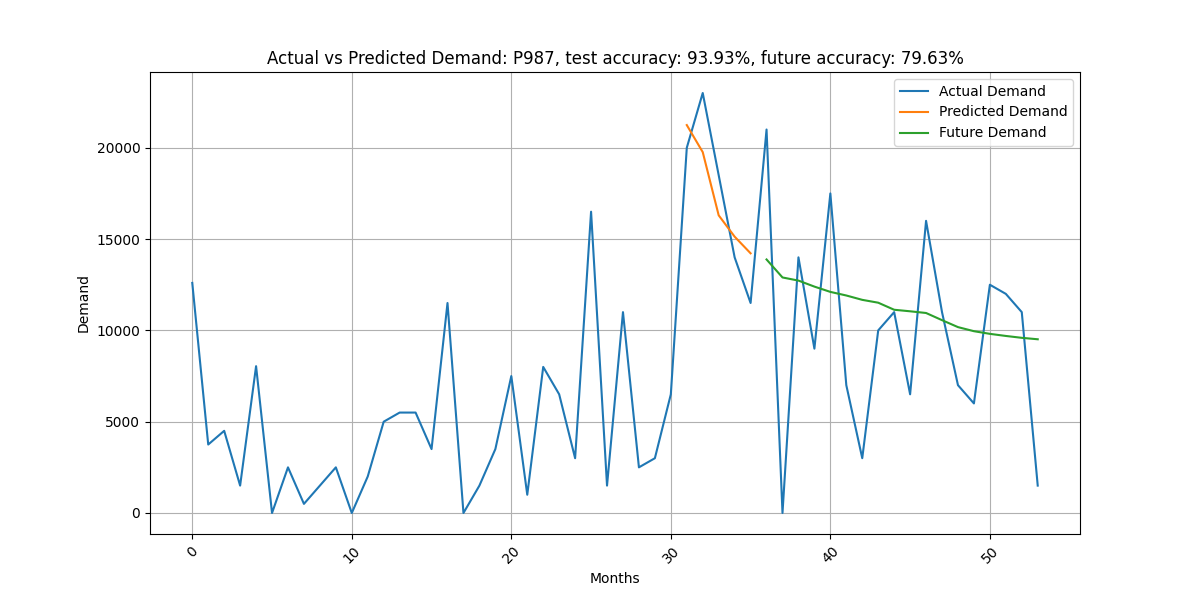 Actual vs Predicted Demand: P987, test accuracy: 93.93%, future accuracy: 79.63%
Actual Demand
Predicted Demand
Future Demand
Demand
20000
15000
10000
5000
0
0 10 20 30 40 50
Months